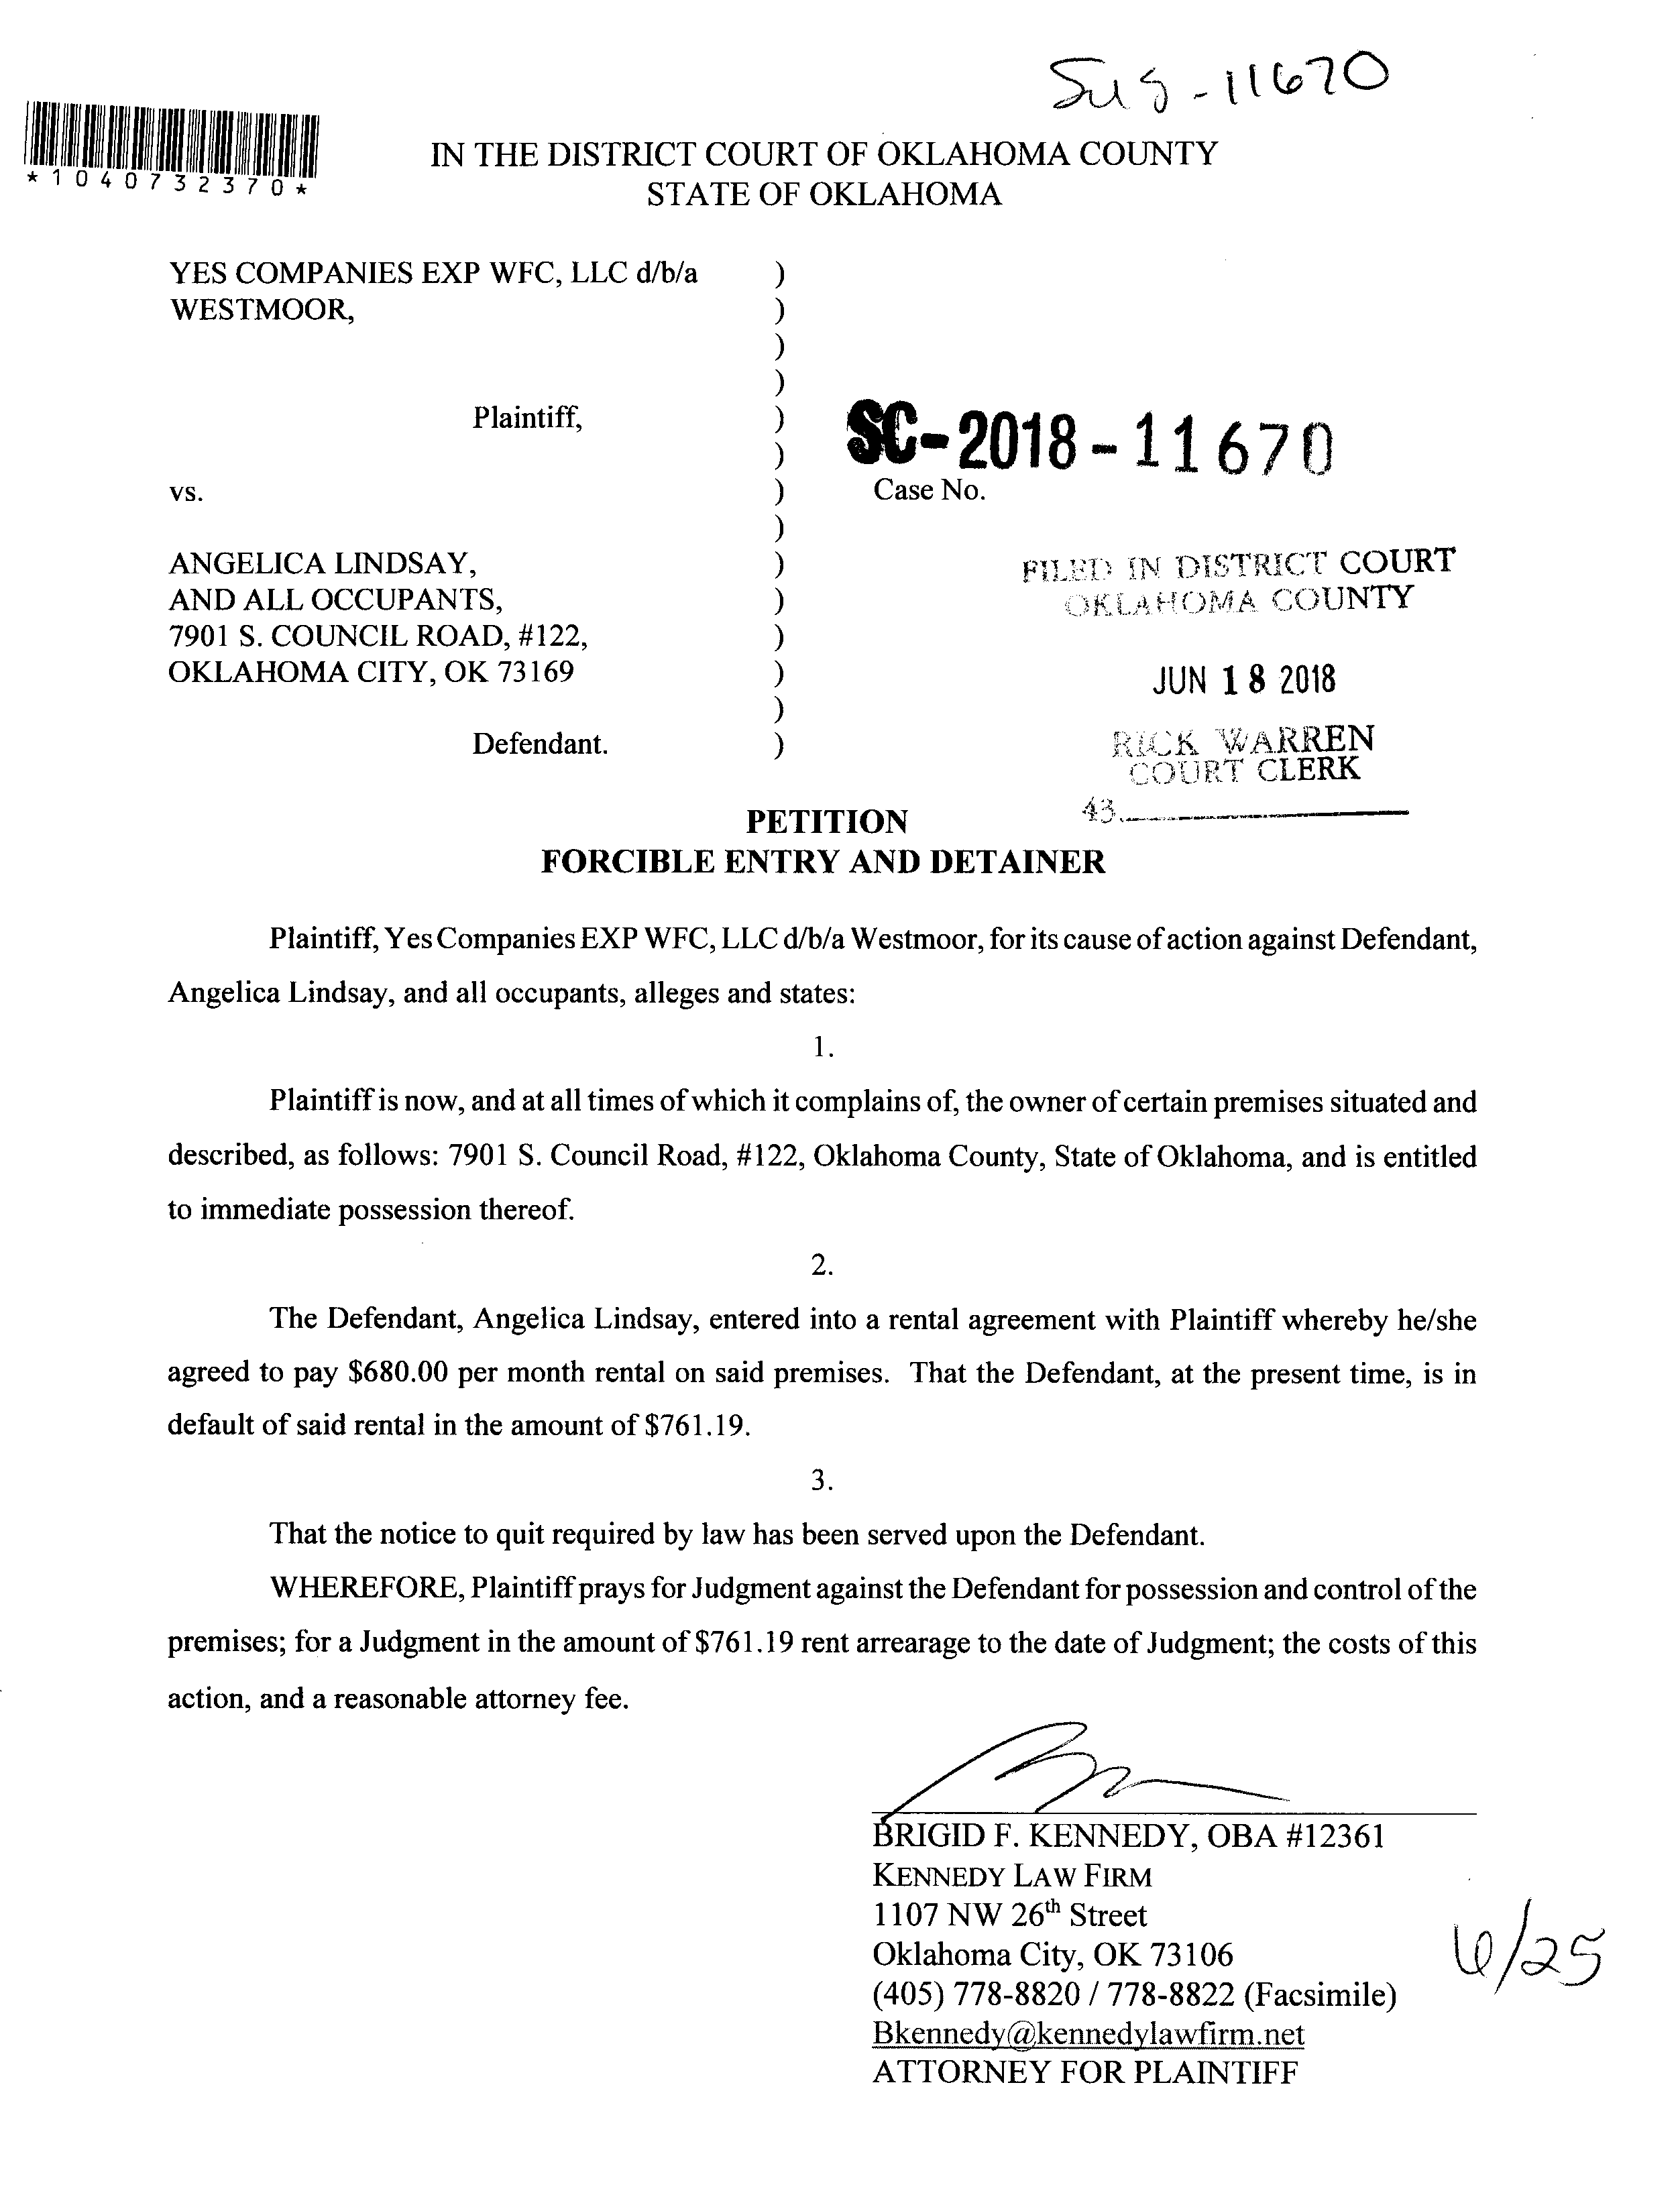 *1040732370*
IN THE DISTRICT COURT OF OKLAHOMA COUNTY
STATE OF OKLAHOMA
YES COMPANIES EXP WFC, LLC d/b/a )
WESTMOOR, )
)
)
Plaintiff, )
) SC-2018-11670
vs. ) Case No.
)
ANGELICA LINDSAY, ) FILED IN DISTRICT COURT
AND ALL OCCUPANTS, ) OKLAHOMA COUNTY
7901 S. COUNCIL ROAD, #122, )
OKLAHOMA CITY, OK 73169 ) JUN 18 2018
)
Defendant. ) RICK WARREN
COURT CLERK
43
PETITION
FORCIBLE ENTRY AND DETAINER
Plaintiff, Yes Companies EXP WFC, LLC d/b/a Westmoor, for its cause of action against Defendant,
Angelica Lindsay, and all occupants, alleges and states:
1.
Plaintiff is now, and at all times of which it complains of, the owner of certain premises situated and
described, as follows: 7901 S. Council Road, #122, Oklahoma County, State of Oklahoma, and is entitled
to immediate possession thereof.
2.
The Defendant, Angelica Lindsay, entered into a rental agreement with Plaintiff whereby he/she
agreed to pay $680.00 per month rental on said premises. That the Defendant, at the present time, is in
default of said rental in the amount of $761.19.
3.
That the notice to quit required by law has been served upon the Defendant.
WHEREFORE, Plaintiff prays for Judgment against the Defendant for possession and control of the
premises; for a Judgment in the amount of $761.19 rent arrearage to the date of Judgment; the costs of this
action, and a reasonable attorney fee.
BRIGID F. KENNEDY, OBA #12361
KENNEDY LAW FIRM
1107 NW 26th Street
Oklahoma City, OK 73106
(405) 778-8820 / 778-8822 (Facsimile)
Bkennedy@kennedylawfirm.net
ATTORNEY FOR PLAINTIFF
6/25